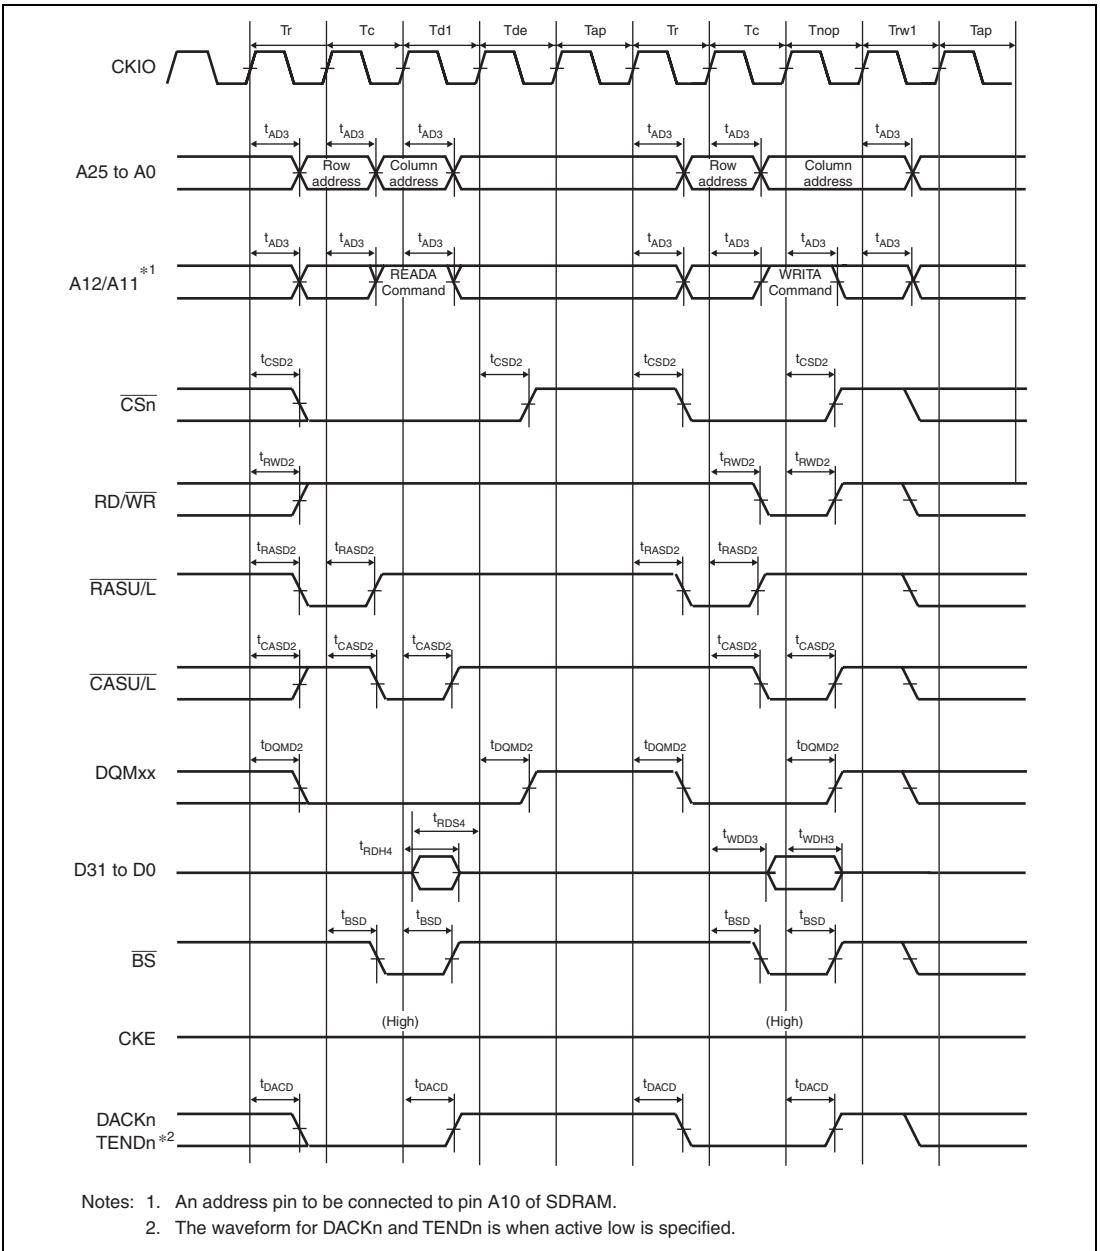 Tr Tc Td1 Tde Tap Tr Tc Tnop Trw1 Tap
CKIO
tAD3 tAD3 tAD3 tAD3 tAD3 tAD3
A25 to A0
Row address Column address Row address Column address
tAD3 tAD3 tAD3 tAD3 tAD3 tAD3 tAD3
A12/A11*1
READA Command WRITA Command
tCSD2 tCSD2 tCSD2 tCSD2
CSn
tRWD2 tRWD2 tRWD2
RD/WR
tRASD2 tRASD2 tRASD2 tRASD2
RASU/L
tCASD2 tCASD2 tCASD2 tCASD2 tCASD2
CASU/L
tDQMD2 tDQMD2 tDQMD2 tDQMD2
DQMxx
tRDS4
tRDH4 tWDD3 tWDH3
D31 to D0
tBSD tBSD tBSD tBSD
BS
(High) (High)
CKE
tDACD tDACD tDACD tDACD
DACKn
TENDn*2
Notes: 1. An address pin to be connected to pin A10 of SDRAM.
2. The waveform for DACKn and TENDn is when active low is specified.